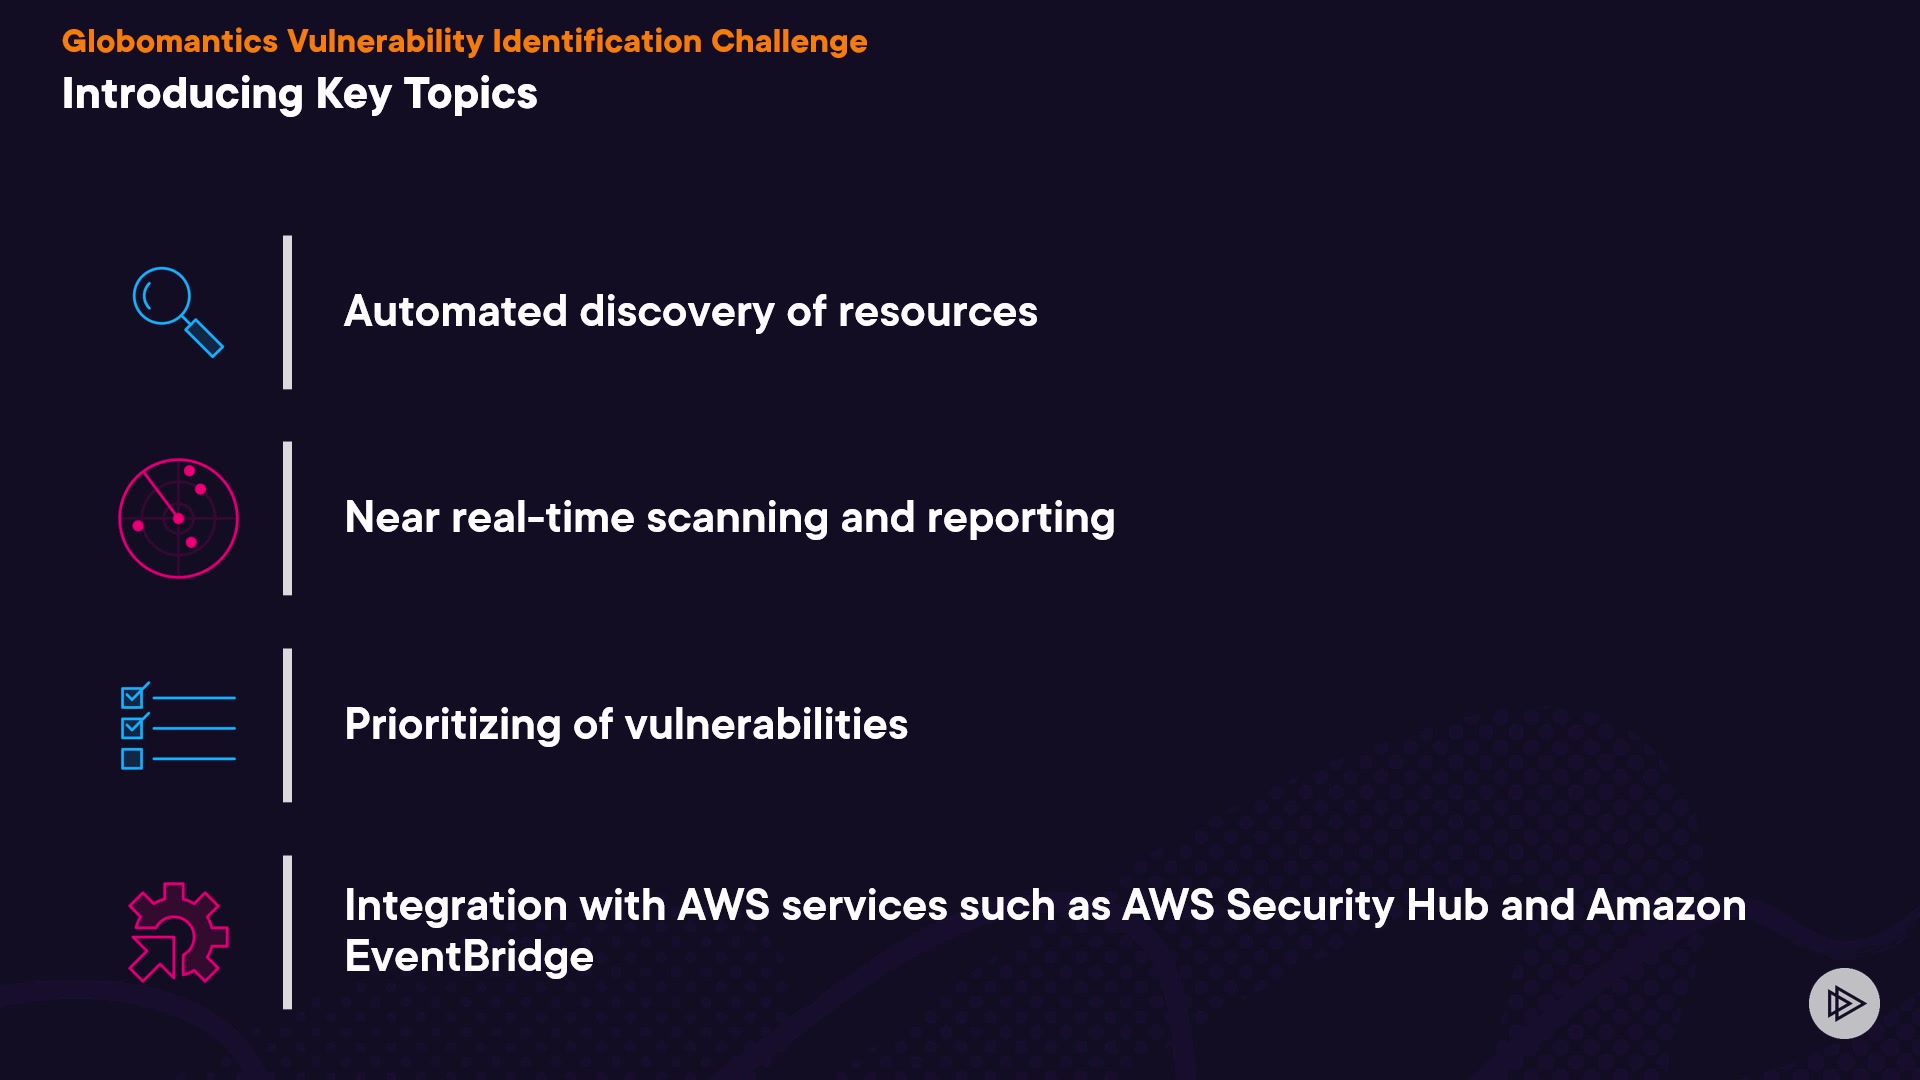 Globomantics Vulnerability Identification Challenge
Introducing Key Topics
Automated discovery of resources
Near real-time scanning and reporting
Prioritizing of vulnerabilities
Integration with AWS services such as AWS Security Hub and Amazon
EventBridge